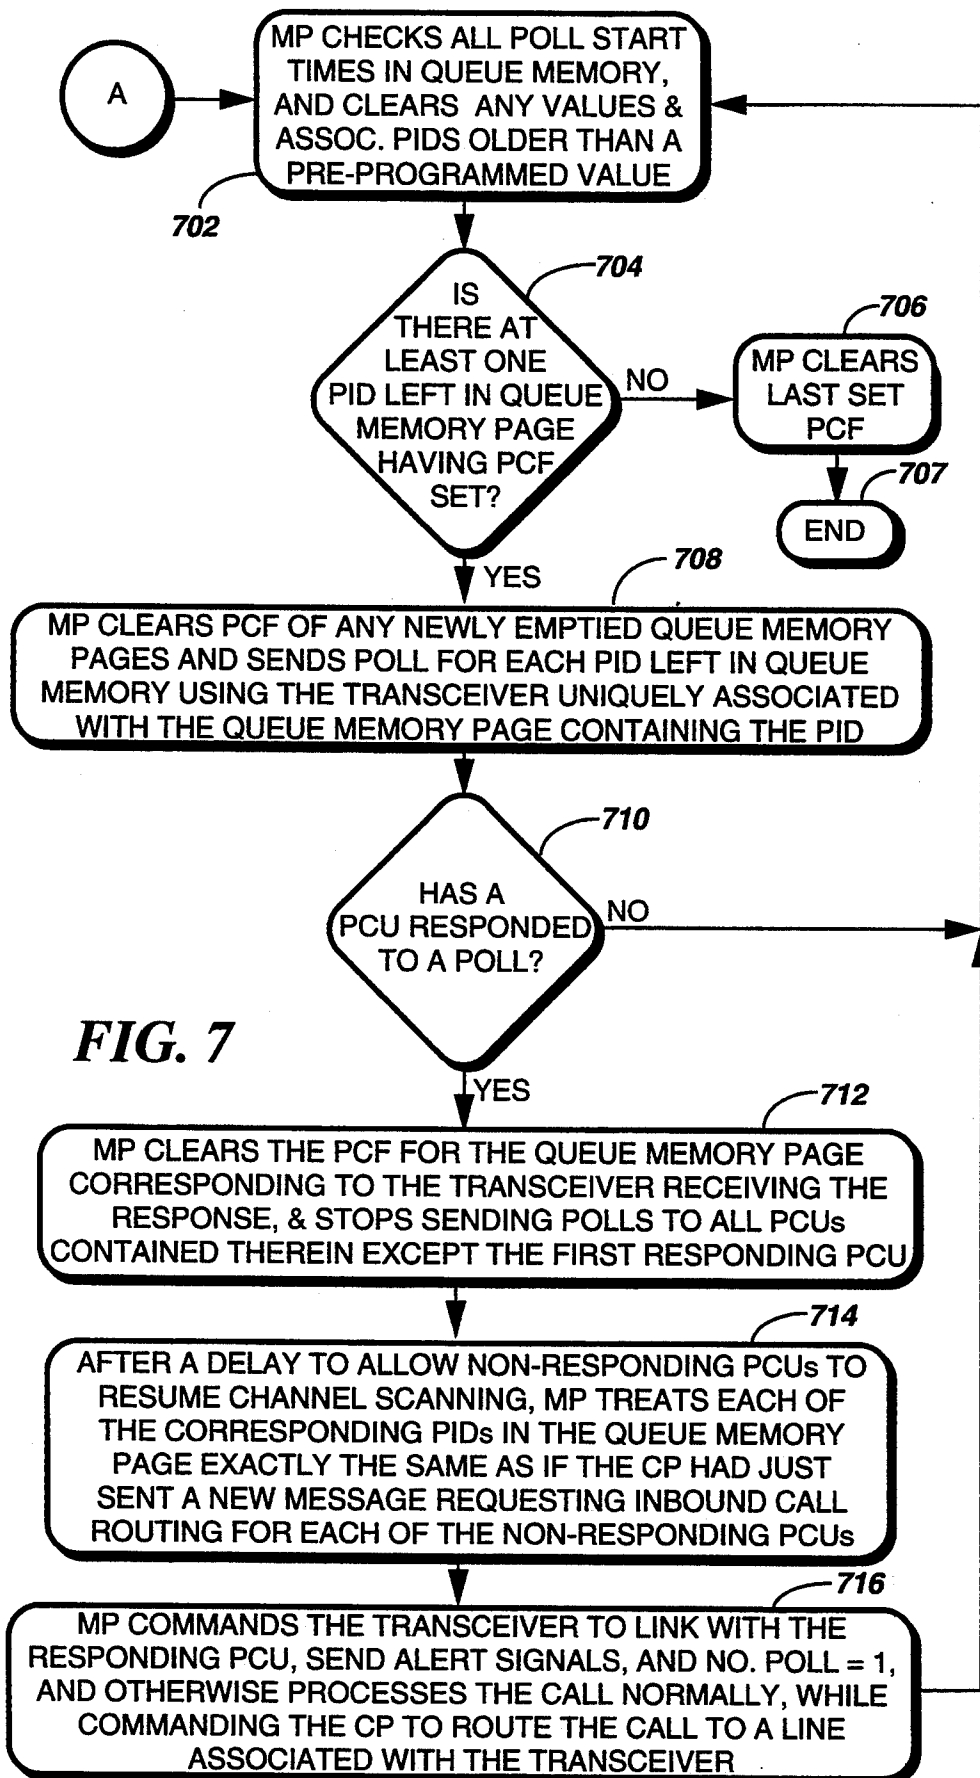 A
MP CHECKS ALL POLL START
TIMES IN QUEUE MEMORY,
AND CLEARS ANY VALUES &
ASSOC. PIDS OLDER THAN A
PRE-PROGRAMMED VALUE
702
704
IS
THERE AT
LEAST ONE
PID LEFT IN QUEUE
MEMORY PAGE
HAVING PCF
SET?
NO
706
MP CLEARS
LAST SET
PCF
707
END
YES
708
MP CLEARS PCF OF ANY NEWLY EMPTIED QUEUE MEMORY
PAGES AND SENDS POLL FOR EACH PID LEFT IN QUEUE
MEMORY USING THE TRANSCEIVER UNIQUELY ASSOCIATED
WITH THE QUEUE MEMORY PAGE CONTAINING THE PID
710
HAS A
PCU RESPONDED
TO A POLL?
NO
FIG. 7
YES
712
MP CLEARS THE PCF FOR THE QUEUE MEMORY PAGE
CORRESPONDING TO THE TRANSCEIVER RECEIVING THE
RESPONSE, & STOPS SENDING POLLS TO ALL PCUs
CONTAINED THEREIN EXCEPT THE FIRST RESPONDING PCU
714
AFTER A DELAY TO ALLOW NON-RESPONDING PCUs TO
RESUME CHANNEL SCANNING, MP TREATS EACH OF
THE CORRESPONDING PIDs IN THE QUEUE MEMORY
PAGE EXACTLY THE SAME AS IF THE CP HAD JUST
SENT A NEW MESSAGE REQUESTING INBOUND CALL
ROUTING FOR EACH OF THE NON-RESPONDING PCUs
716
MP COMMANDS THE TRANSCEIVER TO LINK WITH THE
RESPONDING PCU, SEND ALERT SIGNALS, AND NO. POLL = 1,
AND OTHERWISE PROCESSES THE CALL NORMALLY, WHILE
COMMANDING THE CP TO ROUTE THE CALL TO A LINE
ASSOCIATED WITH THE TRANSCEIVER